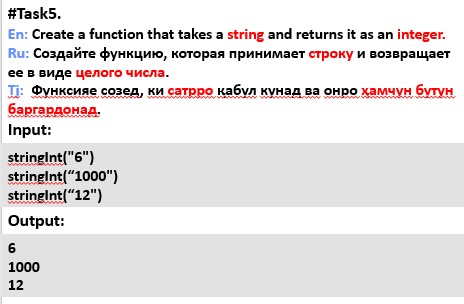 #Task5.
En: Create a function that takes a string and returns it as an integer.
Ru: Создайте функцию, которая принимает строку и возвращает
ее в виде целого числа.
Tj: Функсияе созед, ки сатрро қабул кунад ва онро ҳамчун бутун
баргардонад.
Input:
stringInt("6")
stringInt(“1000")
stringInt(“12")
Output:
6
1000
12